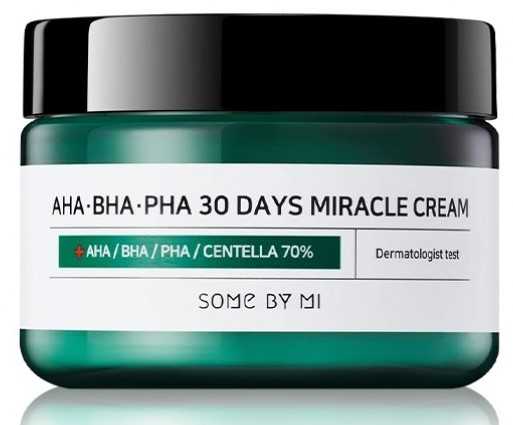 AHA·BHA·PHA 30 DAYS MIRACLE CREAM
+AHA / BHA / PHA / CENTELLA 70%
Dermatologist test
SOME BY MI